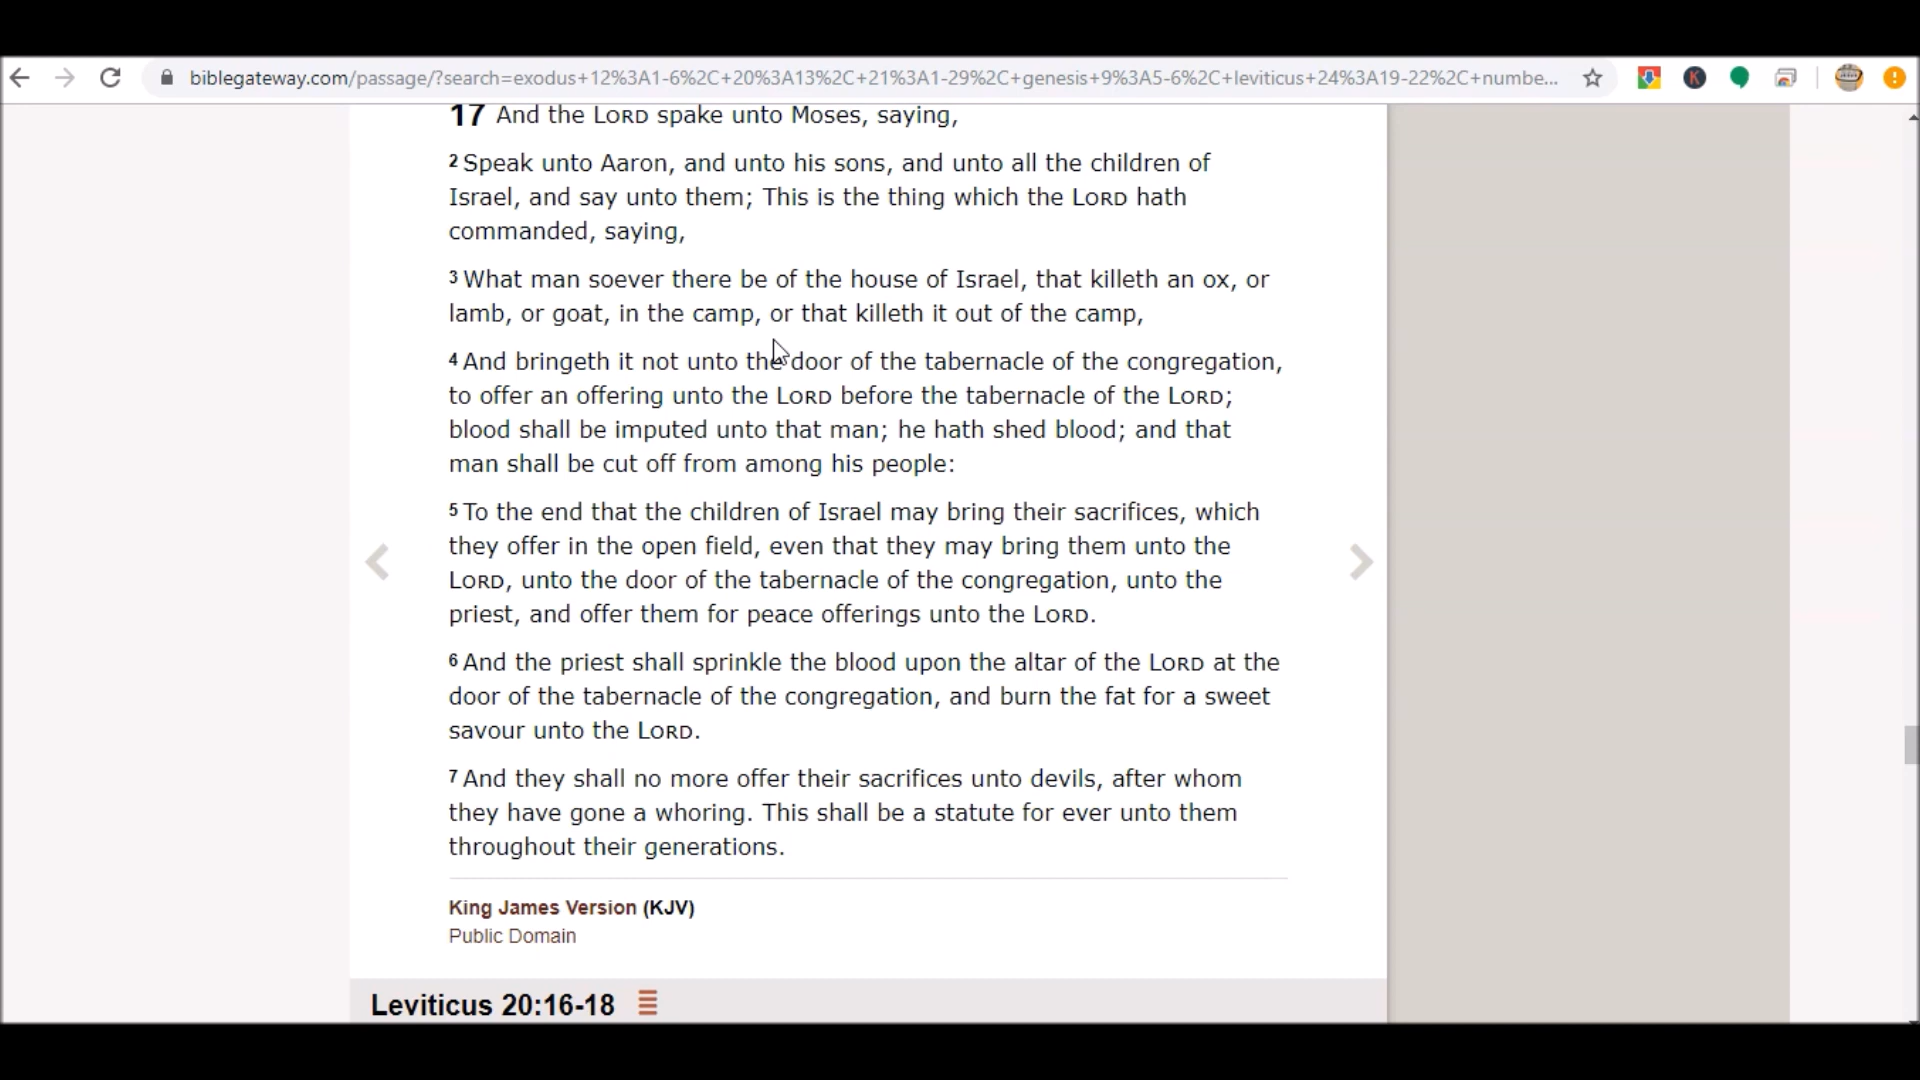 biblegateway.com/passage/?search=exodus+12%3A1-6%2C+20%3A13%2C+21%3A1-29%2C+genesis+9%3A5-6%2C+leviticus+24%3A19-22%2C+numbe...
17 And the LORD spake unto Moses, saying,
2 Speak unto Aaron, and unto his sons, and unto all the children of
Israel, and say unto them; This is the thing which the LORD hath
commanded, saying,
3 What man soever there be of the house of Israel, that killeth an ox, or
lamb, or goat, in the camp, or that killeth it out of the camp,
4 And bringeth it not unto the door of the tabernacle of the congregation,
to offer an offering unto the LORD before the tabernacle of the LORD;
blood shall be imputed unto that man; he hath shed blood; and that
man shall be cut off from among his people:
5 To the end that the children of Israel may bring their sacrifices, which
they offer in the open field, even that they may bring them unto the
LORD, unto the door of the tabernacle of the congregation, unto the
priest, and offer them for peace offerings unto the LORD.
6 And the priest shall sprinkle the blood upon the altar of the LORD at the
door of the tabernacle of the congregation, and burn the fat for a sweet
savour unto the LORD.
7 And they shall no more offer their sacrifices unto devils, after whom
they have gone a whoring. This shall be a statute for ever unto them
throughout their generations.
King James Version (KJV)
Public Domain
Leviticus 20:16-18